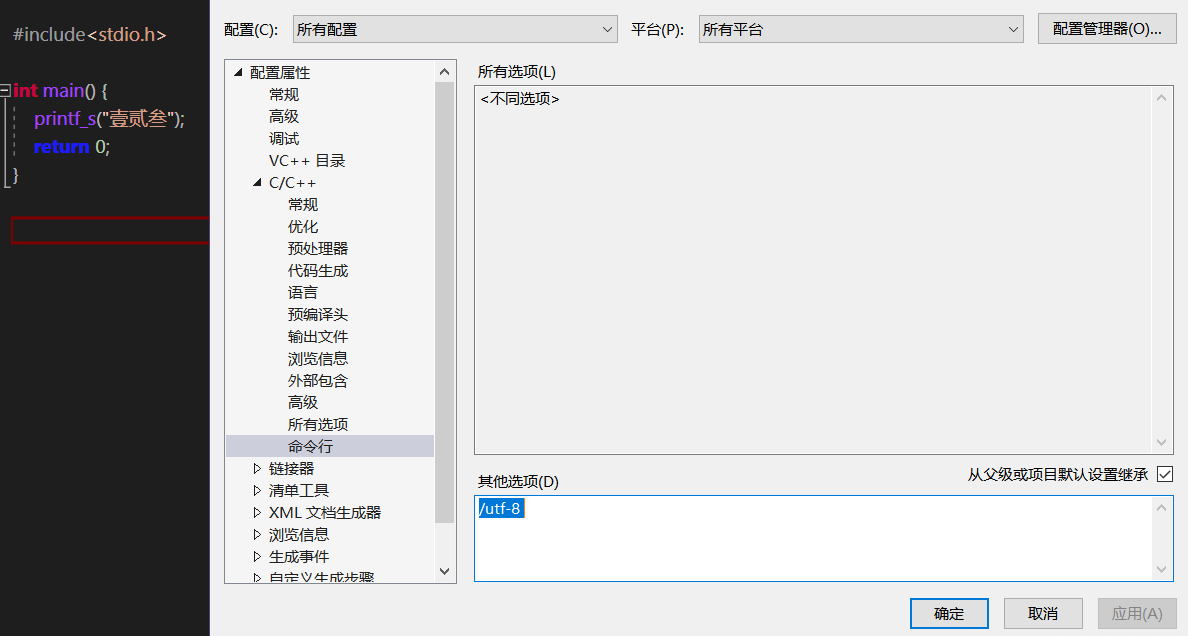 #include<stdio.h>
int main() {
printf_s("壹贰叁");
return 0;
}
配置(C):
所有配置
平台(P):
所有平台
配置管理器(O)...
配置属性
常规
高级
调试
VC++ 目录
C/C++
常规
优化
预处理器
代码生成
语言
预编译头
输出文件
浏览信息
外部包含
高级
所有选项
命令行
链接器
清单工具
XML 文档生成器
浏览信息
生成事件
自定义生成步骤
所有选项(L)
<不同选项>
从父级或项目默认设置继承
其他选项(D)
/utf-8
确定
取消
应用(A)